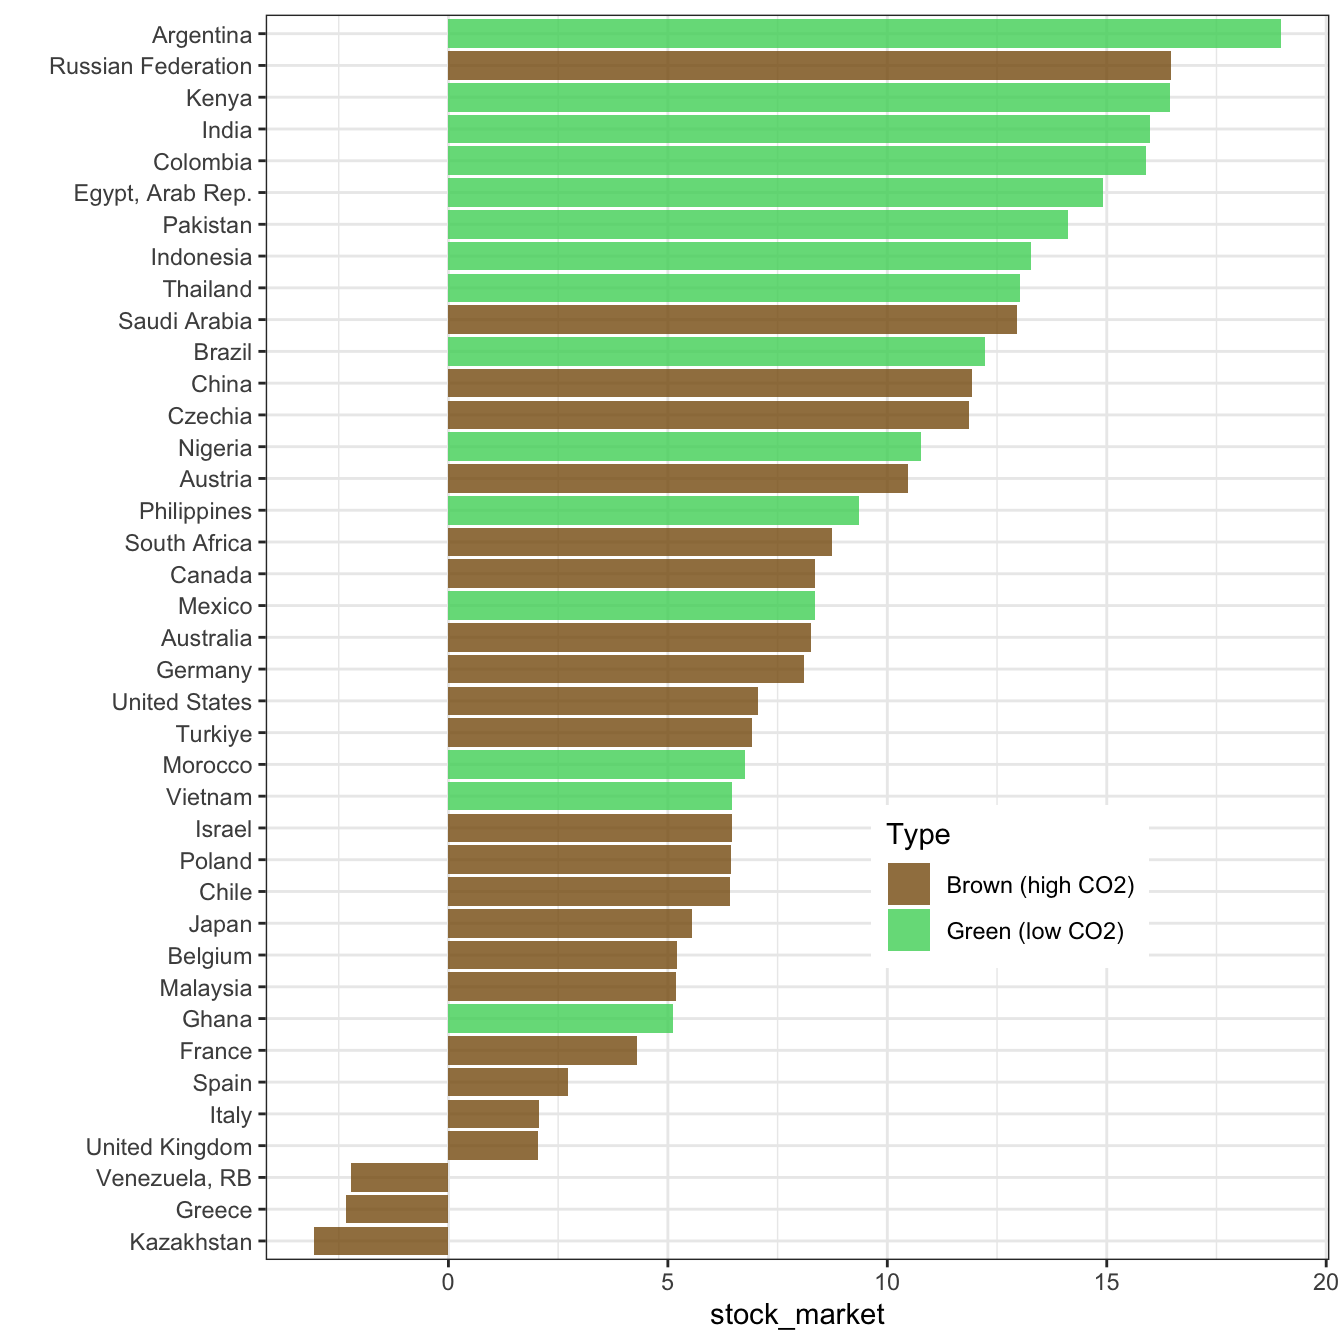 Argentina
Russian Federation
Kenya
India
Colombia
Egypt, Arab Rep.
Pakistan
Indonesia
Thailand
Saudi Arabia
Brazil
China
Czechia
Nigeria
Austria
Philippines
South Africa
Canada
Mexico
Australia
Germany
United States
Turkiye
Morocco
Vietnam
Israel
Poland
Chile
Japan
Belgium
Malaysia
Ghana
France
Spain
Italy
United Kingdom
Venezuela, RB
Greece
Kazakhstan
Type
Brown (high CO2)
Green (low CO2)
0 5 10 15 20
stock_market